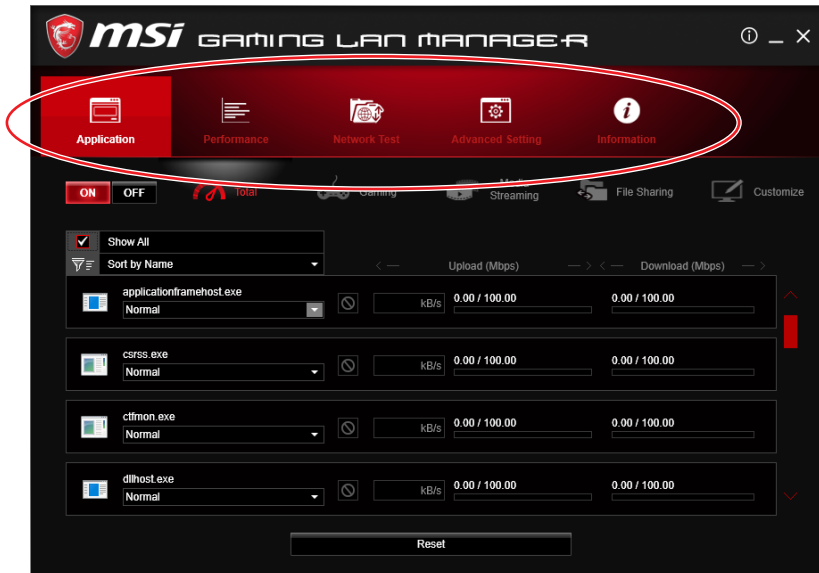 msi GAMING LAN MANAGER
Application Performance Network Test Advanced Setting Information
ON OFF Total Gaming Media Streaming File Sharing Customize
Show All
Sort by Name Upload (Mbps) Download (Mbps)
applicationframehost.exe
Normal kB/s 0.00 / 100.00 0.00 / 100.00
csrss.exe
Normal kB/s 0.00 / 100.00 0.00 / 100.00
ctfmon.exe
Normal kB/s 0.00 / 100.00 0.00 / 100.00
dllhost.exe
Normal kB/s 0.00 / 100.00 0.00 / 100.00
Reset